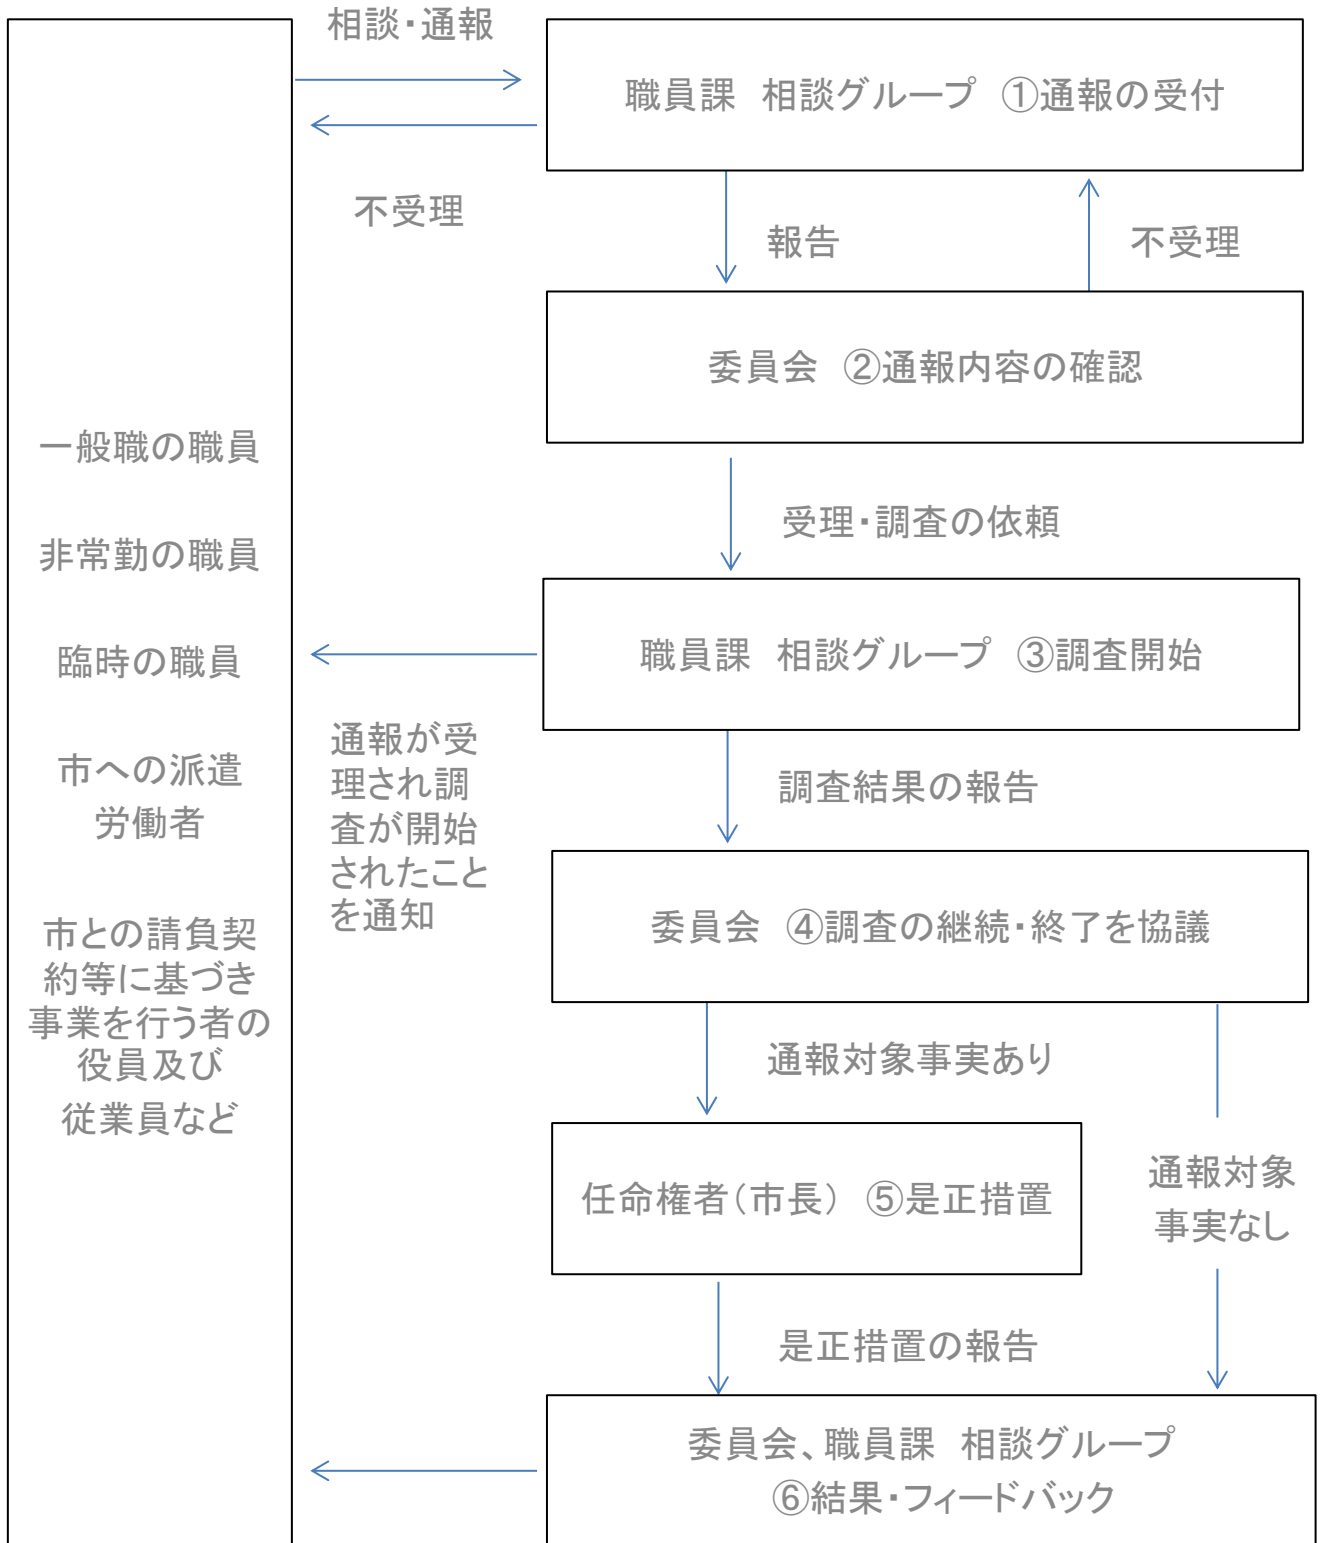 相談・通報
職員課　相談グループ　①通報の受付
不受理
報告
不受理
委員会　②通報内容の確認
受理・調査の依頼
一般職の職員
非常勤の職員
臨時の職員
市への派遣
労働者
市との請負契
約等に基づき
事業を行う者の
役員及び
従業員など
職員課　相談グループ　③調査開始
通報が受
理され調
査が開始
されたこと
を通知
調査結果の報告
委員会　④調査の継続・終了を協議
通報対象事実あり
通報対象
事実なし
任命権者（市長）　⑤是正措置
是正措置の報告
委員会、職員課　相談グループ
⑥結果・フィードバック